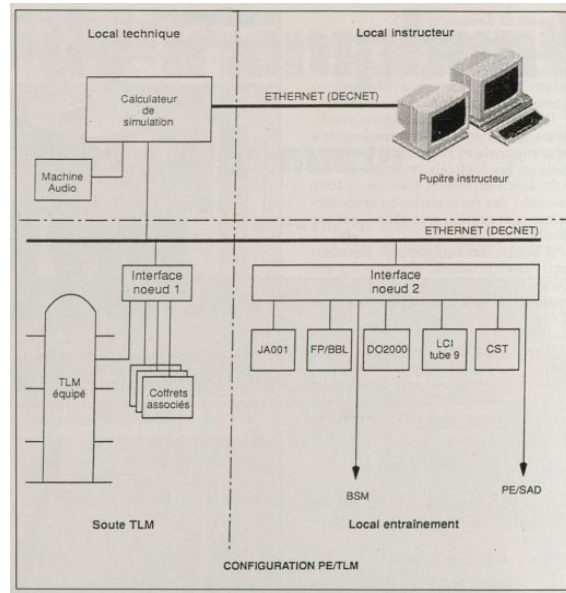 Local technique
Local instructeur
Calculateur
de
simulation
ETHERNET (DECNET)
Machine
Audio
Pupitre instructeur
ETHERNET (DECNET)
Interface
noeud 1
Interface
noeud 2
JA001
FP/BBL
DO2000
LCI
tube 9
CST
TLM
équipé
Coffrets
associés
BSM
PE/SAD
Soute TLM
Local entraînement
CONFIGURATION PE/TLM